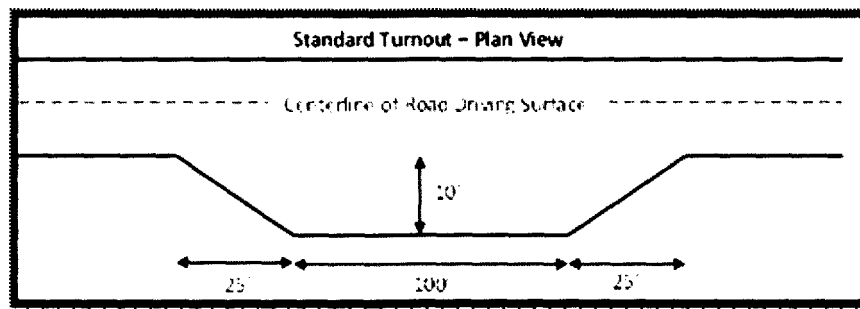 Standard Turnout – Plan View
Centerline of Road Driving Surface
10'
25'
100'
25'